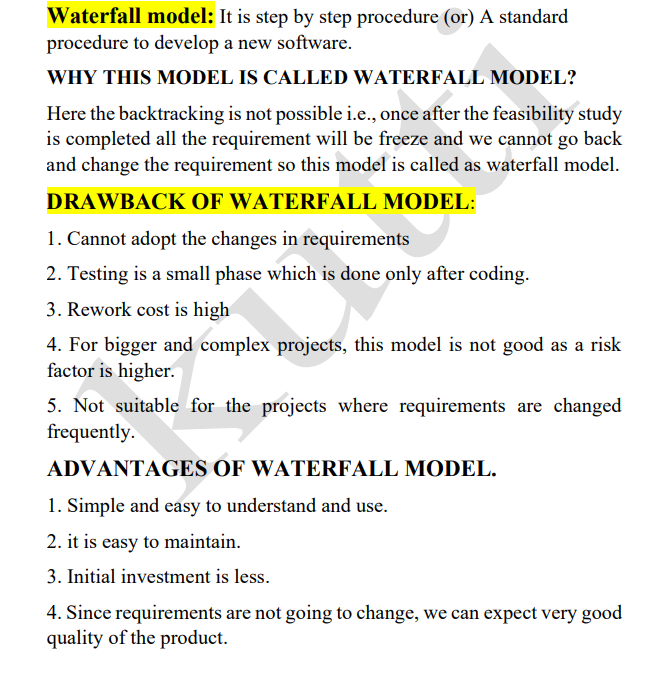 Waterfall model: It is step by step procedure (or) A standard
procedure to develop a new software.
WHY THIS MODEL IS CALLED WATERFALL MODEL?
Here the backtracking is not possible i.e., once after the feasibility study
is completed all the requirement will be freeze and we cannot go back
and change the requirement so this model is called as waterfall model.
DRAWBACK OF WATERFALL MODEL:
1. Cannot adopt the changes in requirements
2. Testing is a small phase which is done only after coding.
3. Rework cost is high
4. For bigger and complex projects, this model is not good as a risk
factor is higher.
5. Not suitable for the projects where requirements are changed
frequently.
ADVANTAGES OF WATERFALL MODEL.
1. Simple and easy to understand and use.
2. it is easy to maintain.
3. Initial investment is less.
4. Since requirements are not going to change, we can expect very good
quality of the product.
kutti